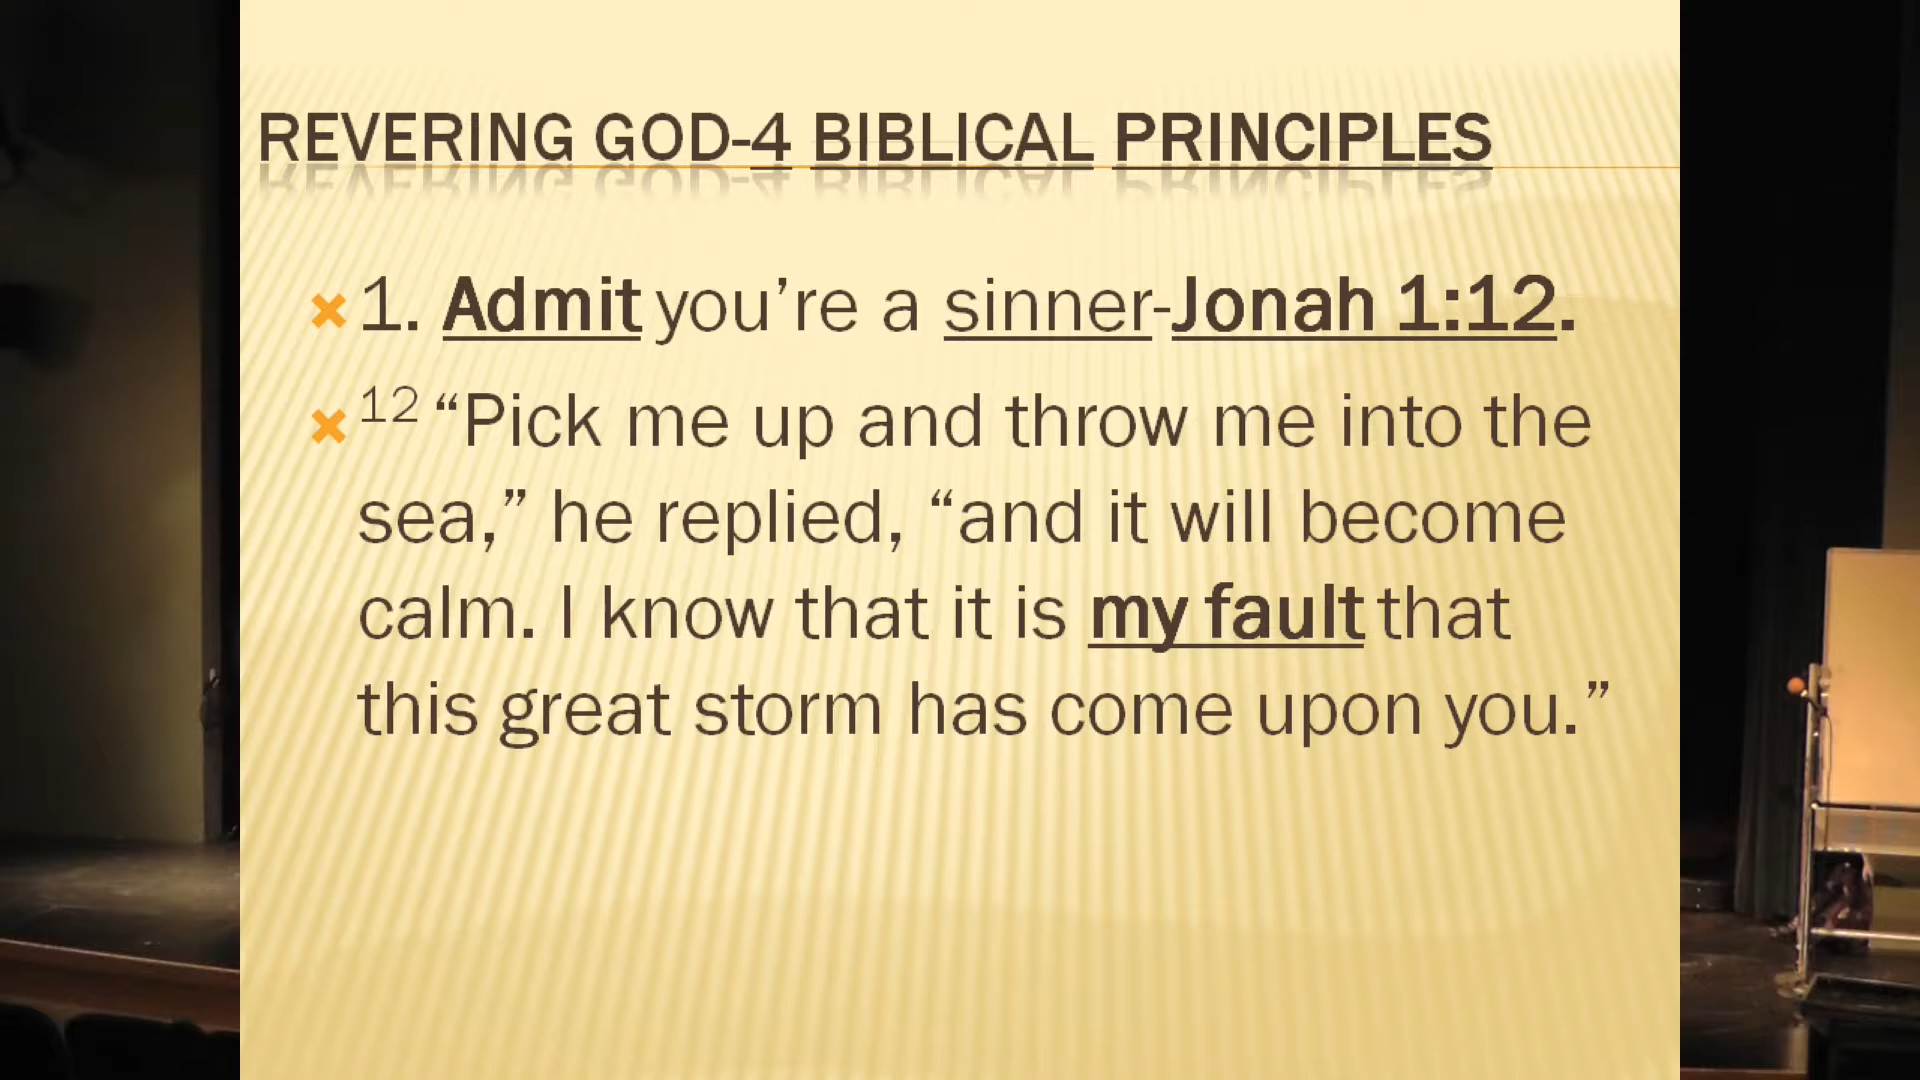 REVERING GOD-4 BIBLICAL PRINCIPLES
1. Admit you’re a sinner-Jonah 1:12.
12 “Pick me up and throw me into the
sea,” he replied, “and it will become
calm. I know that it is my fault that
this great storm has come upon you.”